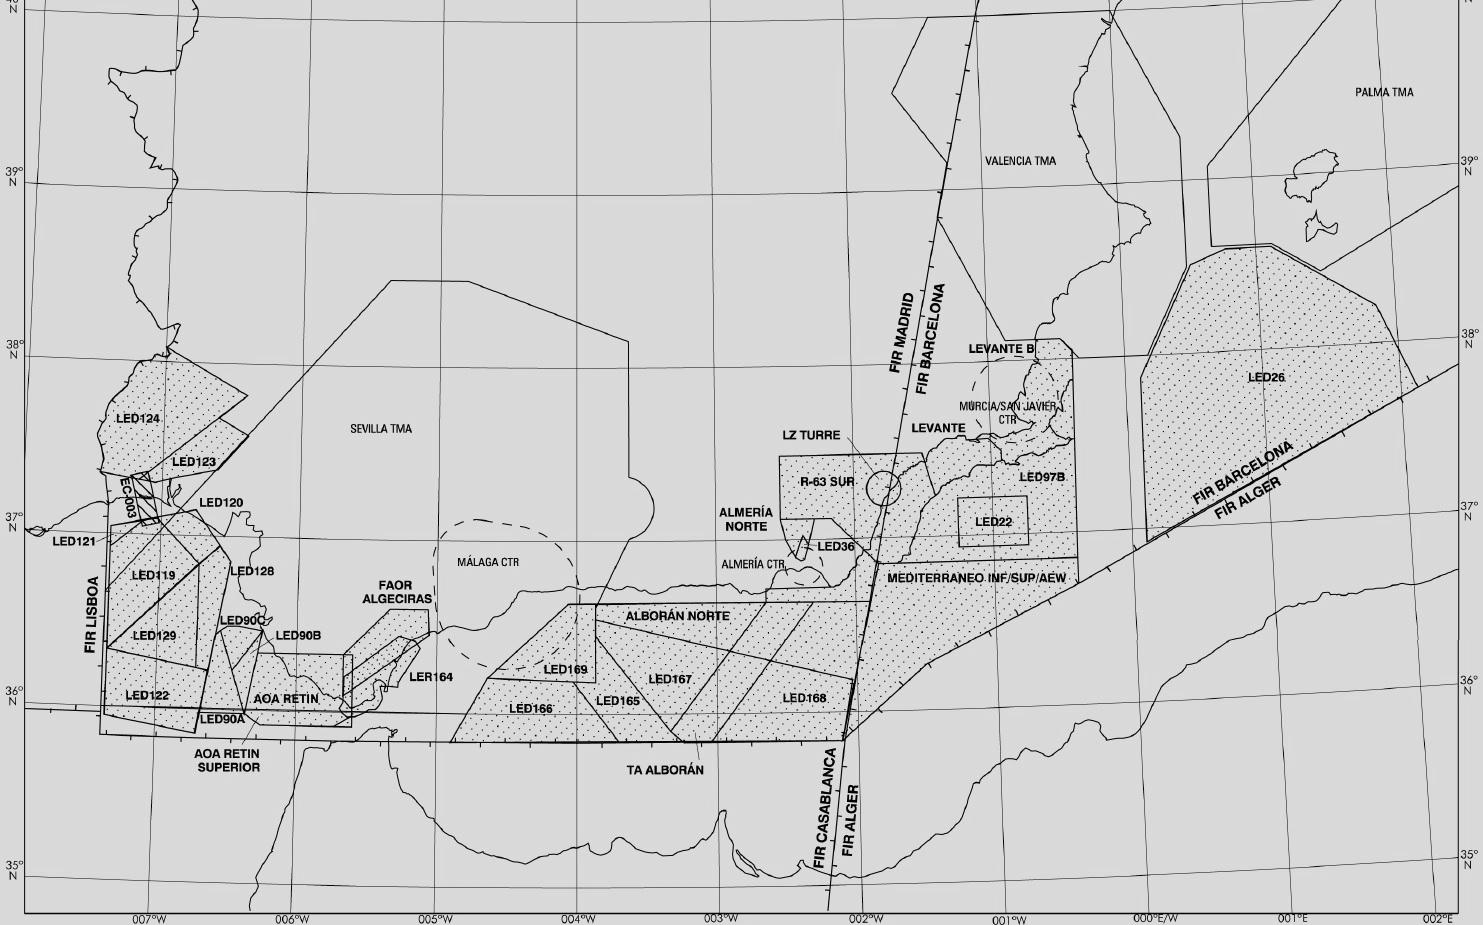 40°
N
PALMA TMA
VALENCIA TMA
39°
N
39°
N
38°
N
38°
N
FIR MADRID
FIR BARCELONA
LEVANTE B
LED26
LED124
SEVILLA TMA
MURCIA/SAN JAVIER
CTR
LZ TURRE
LEVANTE
LED123
R-63 SUR
LED97B
FIR BARCELONA
FIR ALGER
EC-003
LED120
37°
N
37°
N
ALMERÍA
NORTE
LED22
LED121
LED36
MÁLAGA CTR
ALMERÍA CTR
LED119
LED128
MEDITERRANEO INF/SUP/AEW
FAOR
ALGECIRAS
FIR LISBOA
LED90C
ALBORÁN NORTE
LED129
LED90B
LED169
LER164
LED167
36°
N
36°
N
LED122
AOA RETIN
LED165
LED168
LED166
LED90A
AOA RETIN
SUPERIOR
TA ALBORÁN
FIR CASABLANCA
FIR ALGER
35°
N
35°
N
007°W
006°W
005°W
004°W
003°W
002°W
001°W
000°E/W
001°E
002°E